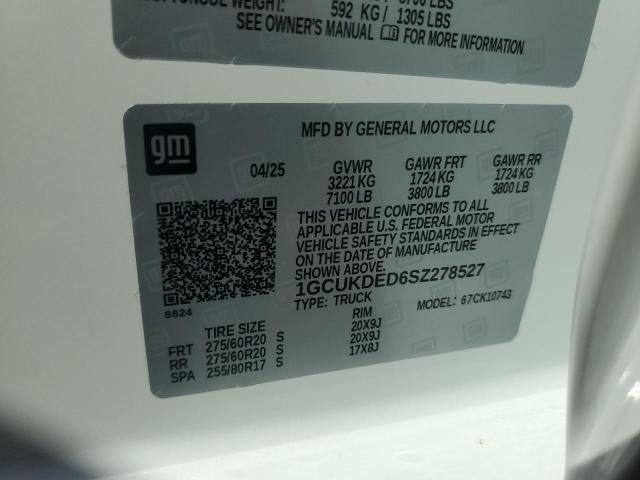 592 KG / 1305 LBS
SEE OWNER'S MANUAL FOR MORE INFORMATION
gm
MFD BY GENERAL MOTORS LLC
04/25 GVWR GAWR FRT GAWR RR
3221 KG 1724 KG 1724 KG
7100 LB 3800 LB 3800 LB
THIS VEHICLE CONFORMS TO ALL
APPLICABLE U.S. FEDERAL MOTOR
VEHICLE SAFETY STANDARDS IN EFFECT
ON THE DATE OF MANUFACTURE
SHOWN ABOVE.
1GCUKDED6SZ278527
TYPE: TRUCK MODEL: 67CK10743
8624
TIRE SIZE RIM
FRT 275/60R20 S 20X9J
RR 275/60R20 S 20X9J
SPA 255/80R17 S 17X8J